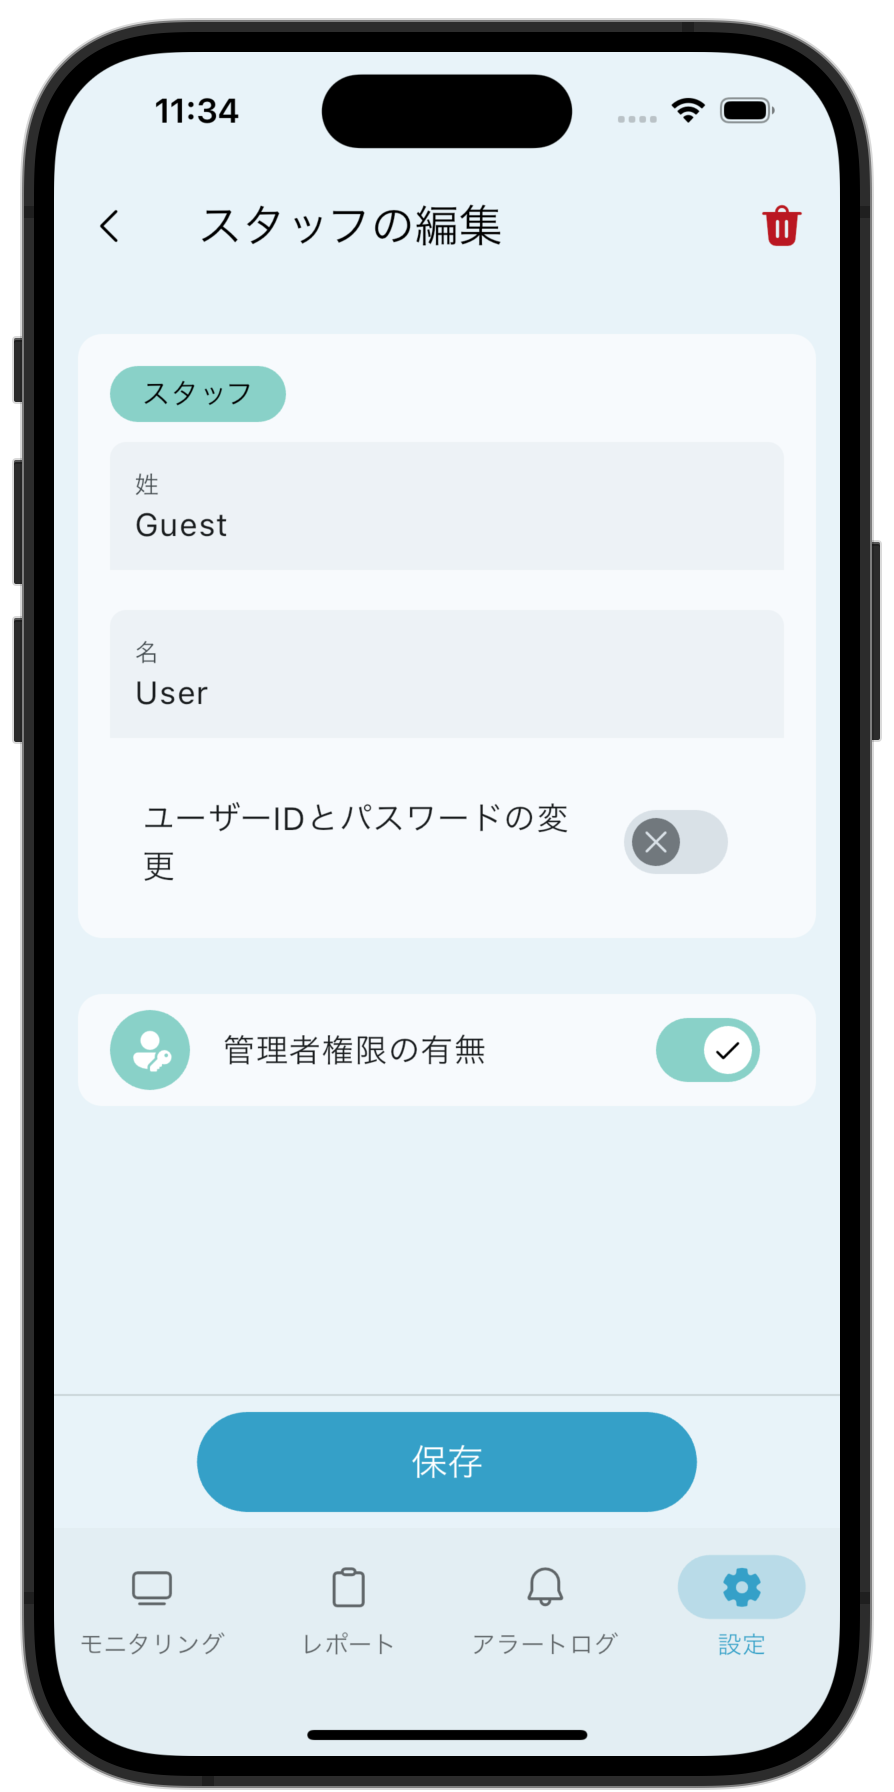 11:34
スタッフの編集
スタッフ
姓
Guest
名
User
ユーザーIDとパスワードの変
更
管理者権限の有無
保存
モニタリング
レポート
アラートログ
設定